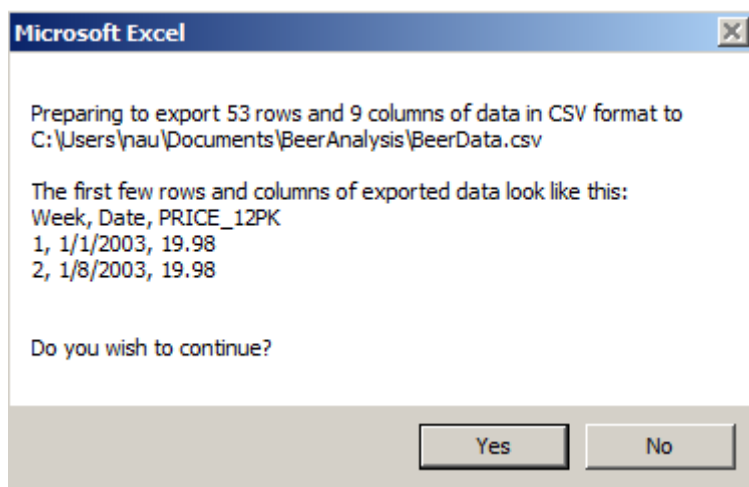 Microsoft Excel
Preparing to export 53 rows and 9 columns of data in CSV format to
C:\Users\nau\Documents\BeerAnalysis\BeerData.csv
The first few rows and columns of exported data look like this:
Week, Date, PRICE_12PK
1, 1/1/2003, 19.98
2, 1/8/2003, 19.98
Do you wish to continue?
Yes
No